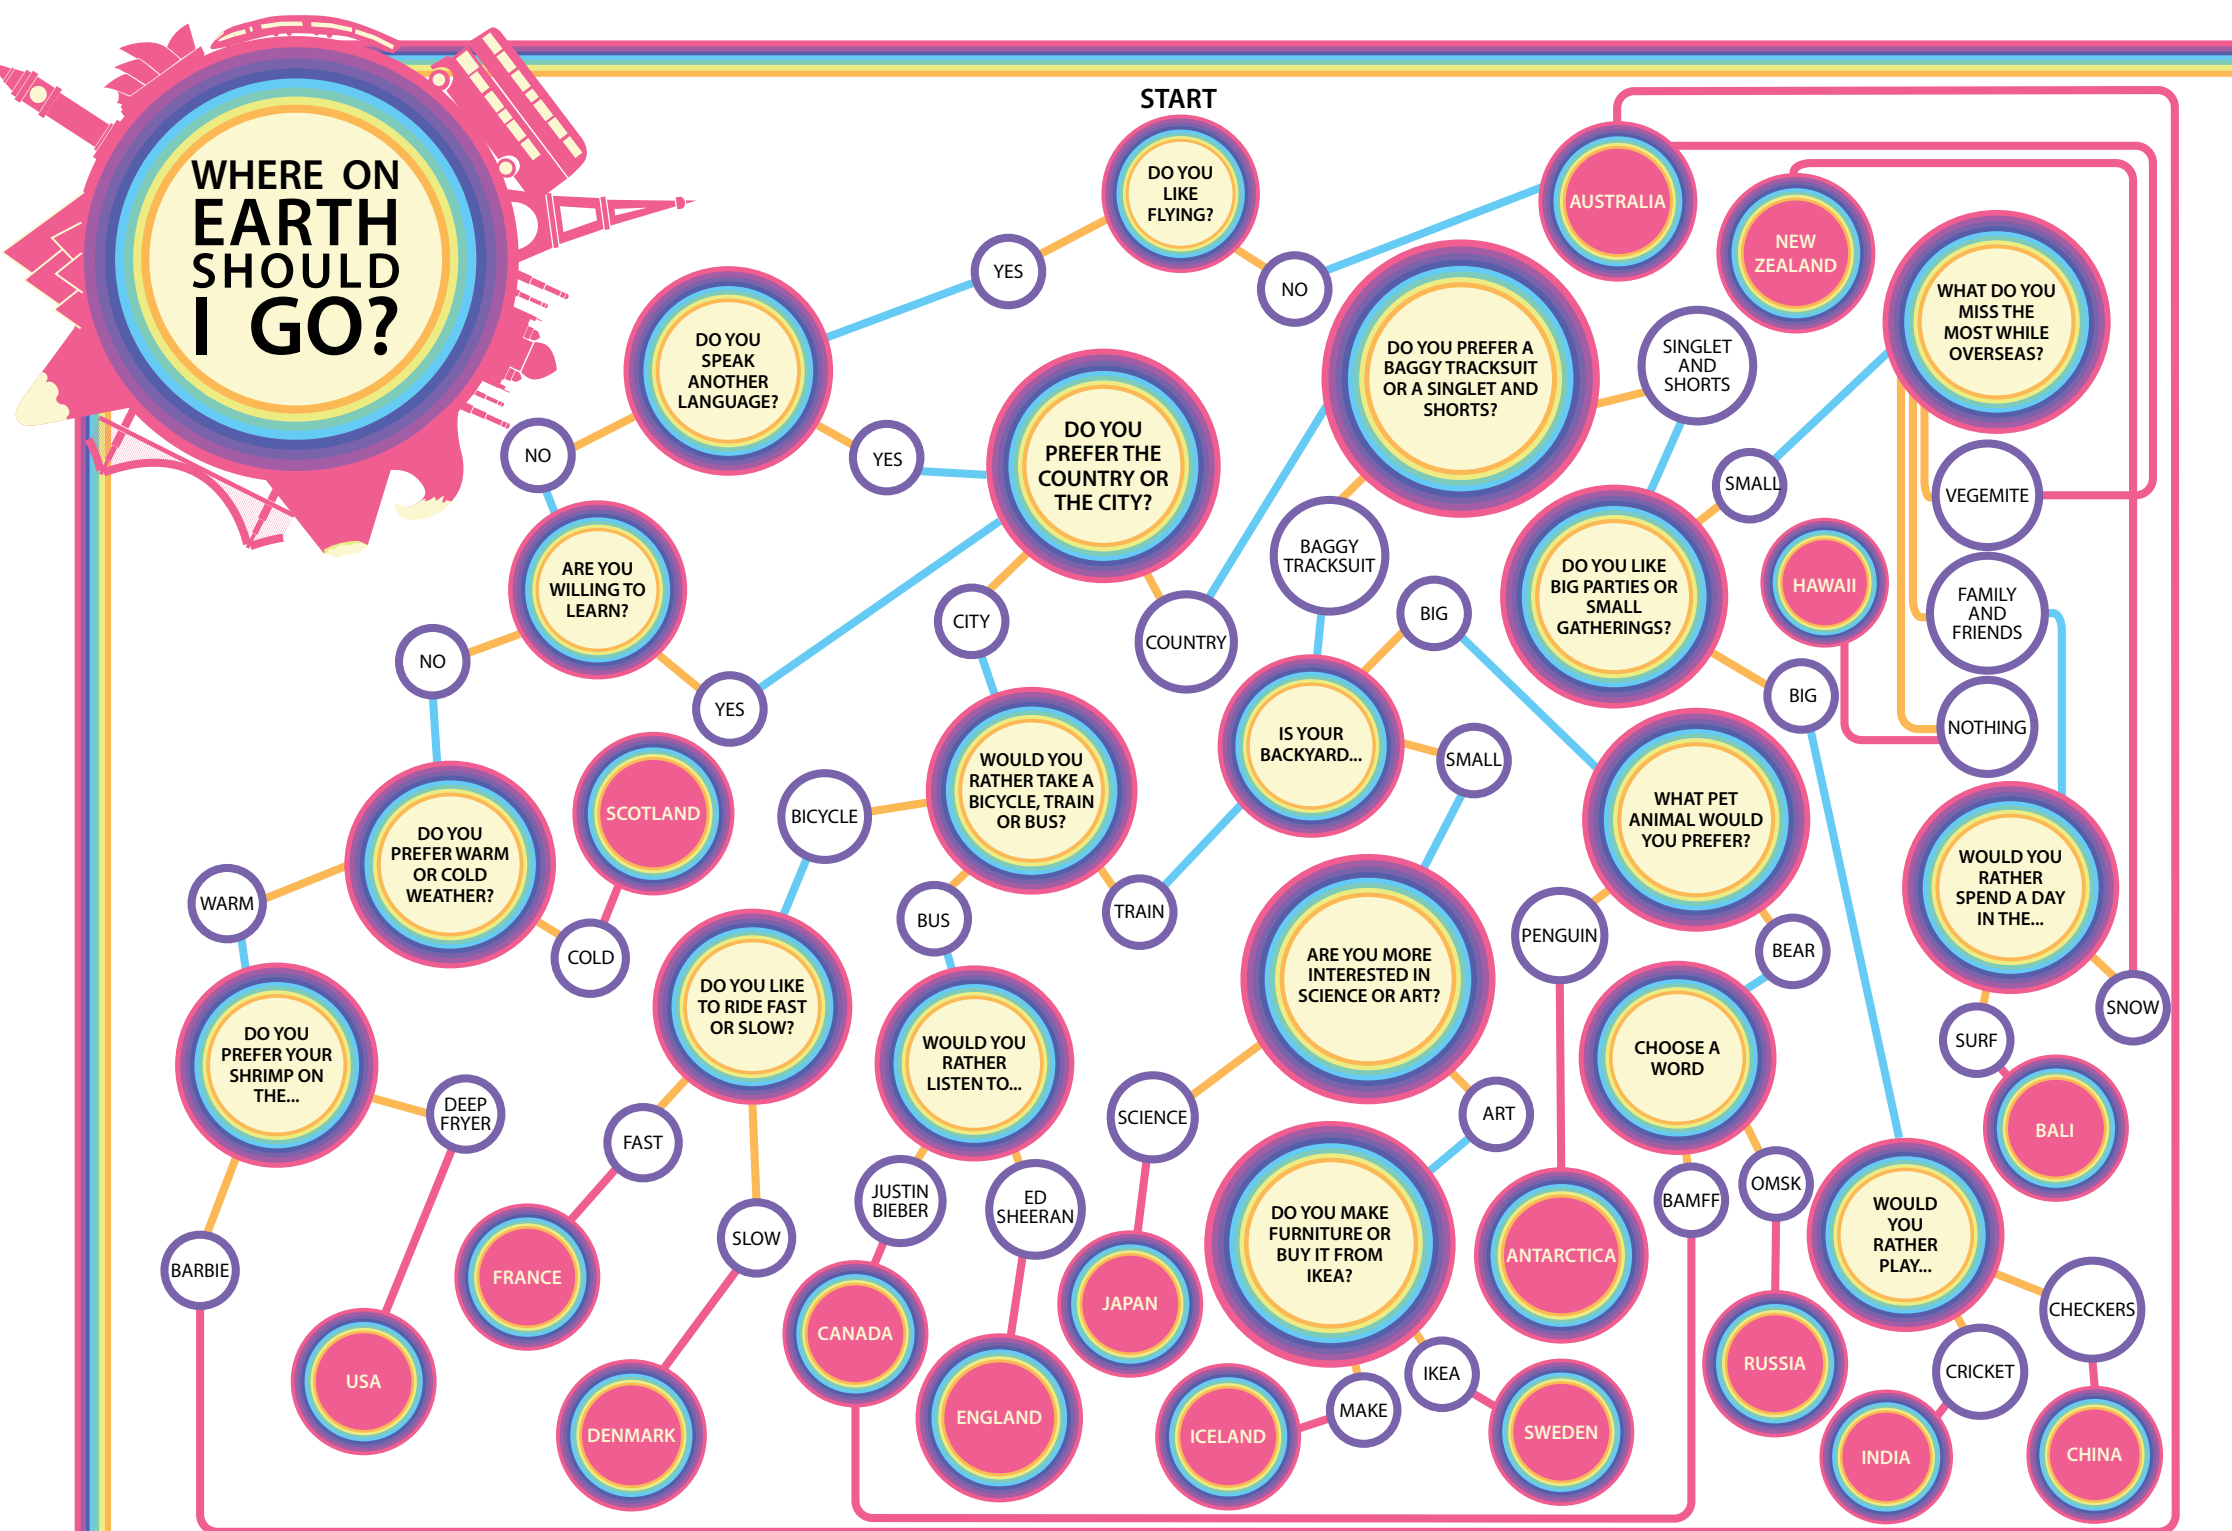 WHERE ON
EARTH
SHOULD
I GO?
START
DO YOU
LIKE
FLYING?
YES
NO
AUSTRALIA
NEW
ZEALAND
WHAT DO YOU
MISS THE
MOST WHILE
OVERSEAS?
DO YOU
SPEAK
ANOTHER
LANGUAGE?
NO
YES
DO YOU
PREFER THE
COUNTRY OR
THE CITY?
DO YOU PREFER A
BAGGY TRACKSUIT
OR A SINGLET AND
SHORTS?
SINGLET
AND
SHORTS
SMALL
VEGEMITE
BAGGY
TRACKSUIT
DO YOU LIKE
BIG PARTIES OR
SMALL
GATHERINGS?
HAWAII
FAMILY
AND
FRIENDS
ARE YOU
WILLING TO
LEARN?
NO
YES
CITY
COUNTRY
BIG
BIG
NOTHING
IS YOUR
BACKYARD...
SMALL
SCOTLAND
BICYCLE
WOULD YOU
RATHER TAKE A
BICYCLE, TRAIN
OR BUS?
WHAT PET
ANIMAL WOULD
YOU PREFER?
DO YOU
PREFER WARM
OR COLD
WEATHER?
WARM
COLD
BUS
TRAIN
WOULD YOU
RATHER
SPEND A DAY
IN THE...
PENGUIN
BEAR
SNOW
SURF
DO YOU LIKE
TO RIDE FAST
OR SLOW?
ARE YOU MORE
INTERESTED IN
SCIENCE OR ART?
DO YOU
PREFER YOUR
SHRIMP ON
THE...
WOULD YOU
RATHER
LISTEN TO...
CHOOSE A
WORD
DEEP
FRYER
FAST
SCIENCE
ART
BALI
JUSTIN
BIEBER
ED
SHEERAN
BAMFF
OMSK
SLOW
BARBIE
DO YOU MAKE
FURNITURE OR
BUY IT FROM
IKEA?
ANTARCTICA
WOULD
YOU
RATHER
PLAY...
FRANCE
JAPAN
CHECKERS
CANADA
USA
RUSSIA
CRICKET
IKEA
MAKE
ENGLAND
DENMARK
ICELAND
SWEDEN
INDIA
CHINA